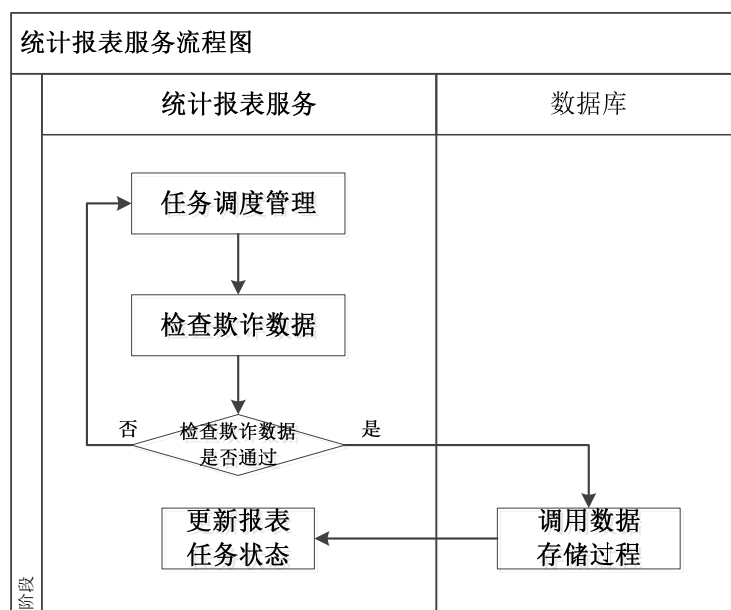 统计报表服务流程图
统计报表服务
数据库
任务调度管理
检查欺诈数据
否
检查欺诈数据
是否通过
是
更新报表
任务状态
调用数据
存储过程
阶段